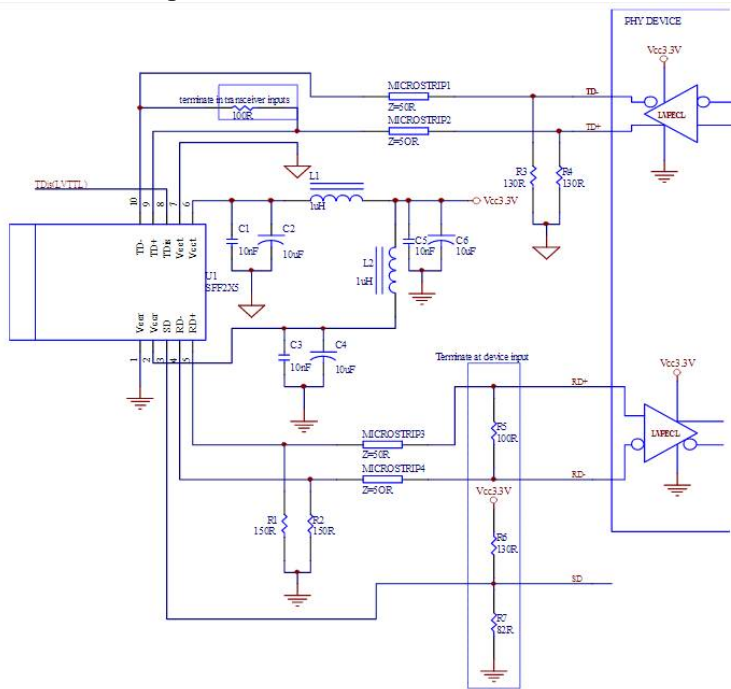 PHY DEVICE
Vcc3.3V
MICROSTRIP1
TD-
terminate in transceiver inputs
Z=50R
LVPECL
100R
MICROSTRIP2
TD+
Z=5OR
R3
130R
R4
130R
TDis(LVTTL)
L1
1uH
Vcc3.3V
10
9
8
7
6
TD-
TD+
TDis
Veet
Vcct
C1
10nF
C2
10uF
C5
10nF
C6
10uF
L2
1uH
U1
SFF2X5
Veer
Vccr
SD
RD-
RD+
1
2
3
4
5
C3
10nF
C4
10uF
Terminate at device input
Vcc3.3V
RD+
MICROSTRIP3
Z=50R
R5
100R
LVPECL
MICROSTRIP4
Z=5OR
RD-
Vcc3.3V
R1
150R
R2
150R
R6
130R
SD
R7
82R